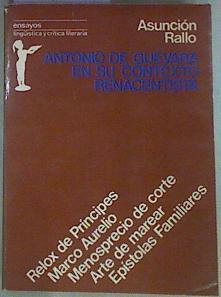 ensayos
lingüística y crítica literaria
Asunción
Rallo
ANTONIO DE GUEVARA
EN SU CONTEXTO
RENACENTISTA
Relox de Príncipes
Marco Aurelio
Menosprecio de corte
Arte de marear
Epístolas Familiares